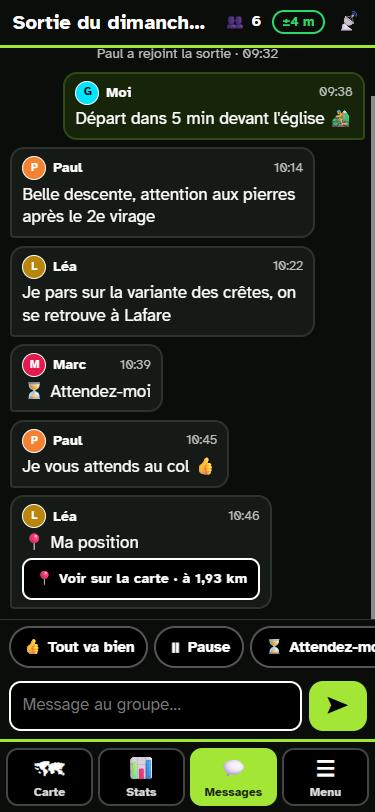 Sortie du dimanch... 6 ±4 m
Paul a rejoint la sortie · 09:32
G Moi 09:38
Départ dans 5 min devant l'église
P Paul 10:14
Belle descente, attention aux pierres
après le 2e virage
L Léa 10:22
Je pars sur la variante des crêtes, on
se retrouve à Lafare
M Marc 10:39
Attendez-moi
P Paul 10:45
Je vous attends au col
L Léa 10:46
Ma position
Voir sur la carte · à 1,93 km
Tout va bien Pause Attendez-mo
Message au groupe...
Carte Stats Messages Menu